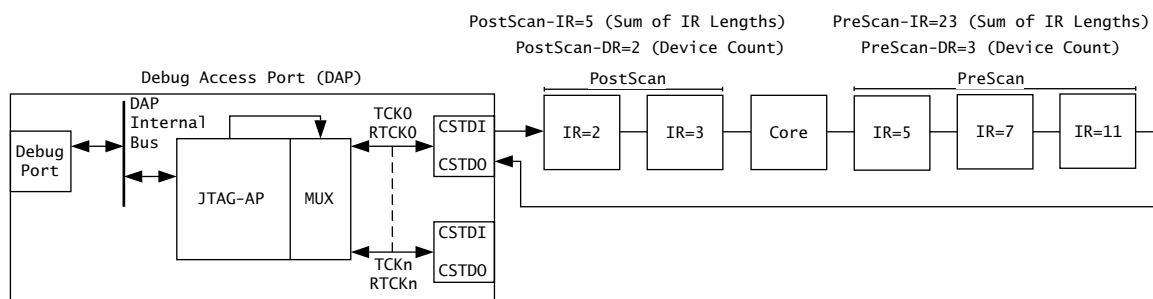 PostScan-IR=5 (Sum of IR Lengths)
PostScan-DR=2 (Device Count)
PreScan-IR=23 (Sum of IR Lengths)
PreScan-DR=3 (Device Count)
Debug Access Port (DAP)
PostScan
PreScan
DAP
Internal
Bus
Debug
Port
JTAG-AP
MUX
TCK0
RTCK0
CSTDI
CSTDO
IR=2
IR=3
Core
IR=5
IR=7
IR=11
TCKn
RTCKn
CSTDI
CSTDO